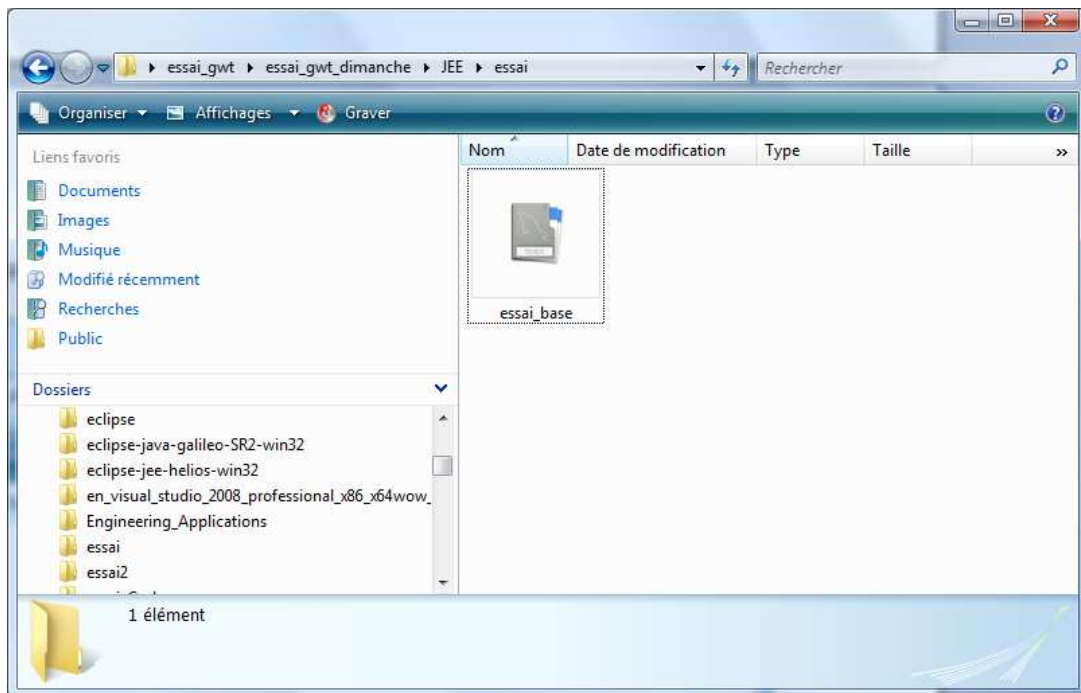 essai_gwt essai_gwt_dimanche JEE essai Rechercher
Organiser Affichages Graver
Liens favoris
Documents
Images
Musique
Modifié récemment
Recherches
Public
Dossiers
eclipse
eclipse-java-galileo-SR2-win32
eclipse-jee-helios-win32
en_visual_studio_2008_professional_x86_x64wow_
Engineering_Applications
essai
essai2
Nom Date de modification Type Taille »
essai_base
1 élément